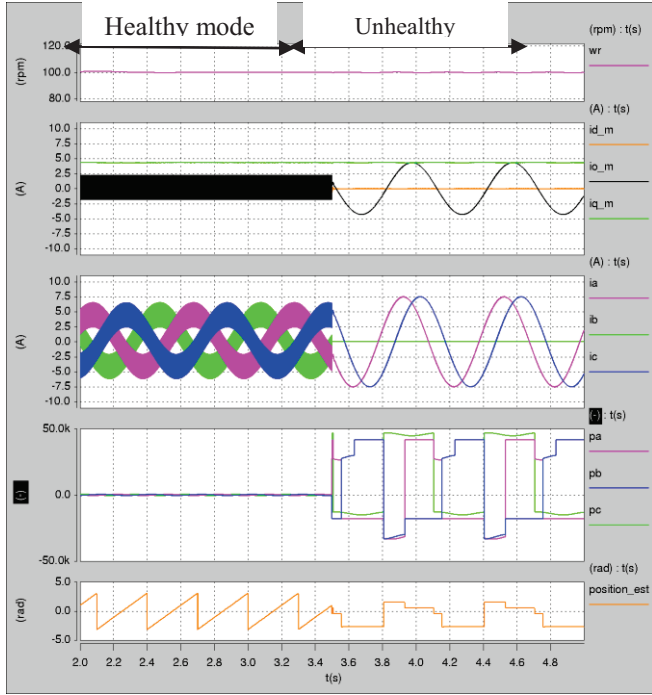 Healthy mode
Unhealthy
(rpm) : t(s)
120.0
100.0
80.0
(rpm)
wr
(A) : t(s)
10.0
7.5
5.0
2.5
0.0
-2.5
-5.0
-7.5
-10.0
(A)
id_m
io_m
iq_m
(A) : t(s)
10.0
7.5
5.0
2.5
0.0
-2.5
-5.0
-7.5
-10.0
(A)
ia
ib
ic
(-) : t(s)
50.0k
0.0
-50.0k
(-)
pa
pb
pc
(rad) : t(s)
5.0
0.0
-5.0
(rad)
position_est
2.0 2.2 2.4 2.6 2.8 3.0 3.2 3.4 3.6 3.8 4.0 4.2 4.4 4.6 4.8
t(s)